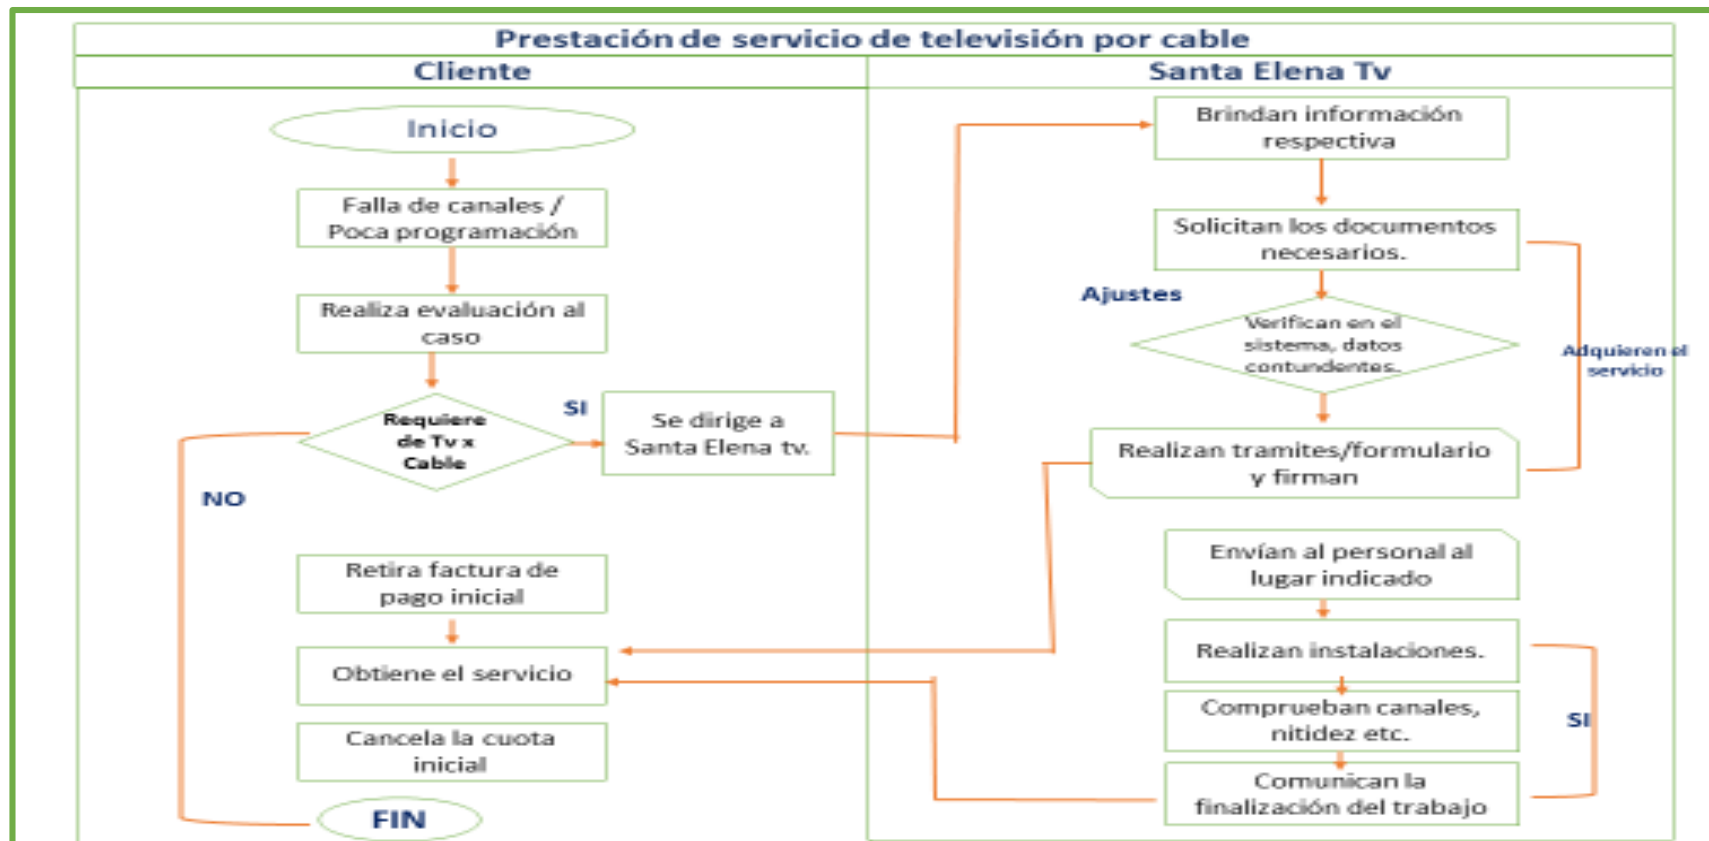 Prestación de servicio de televisión por cable
Cliente
Santa Elena Tv
Inicio
Falla de canales /
Poca programación
Realiza evaluación al
caso
Requiere
de Tv x
Cable
SI
Se dirige a
Santa Elena tv.
NO
Retira factura de
pago inicial
Obtiene el servicio
Cancela la cuota
inicial
FIN
Brindan información
respectiva
Solicitan los documentos
necesarios.
Ajustes
Verifican en el
sistema, datos
contundentes.
Adquieren el
servicio
Realizan tramites/formulario
y firman
Envían al personal al
lugar indicado
Realizan instalaciones.
Comprueban canales,
nitidez etc.
SI
Comunican la
finalización del trabajo